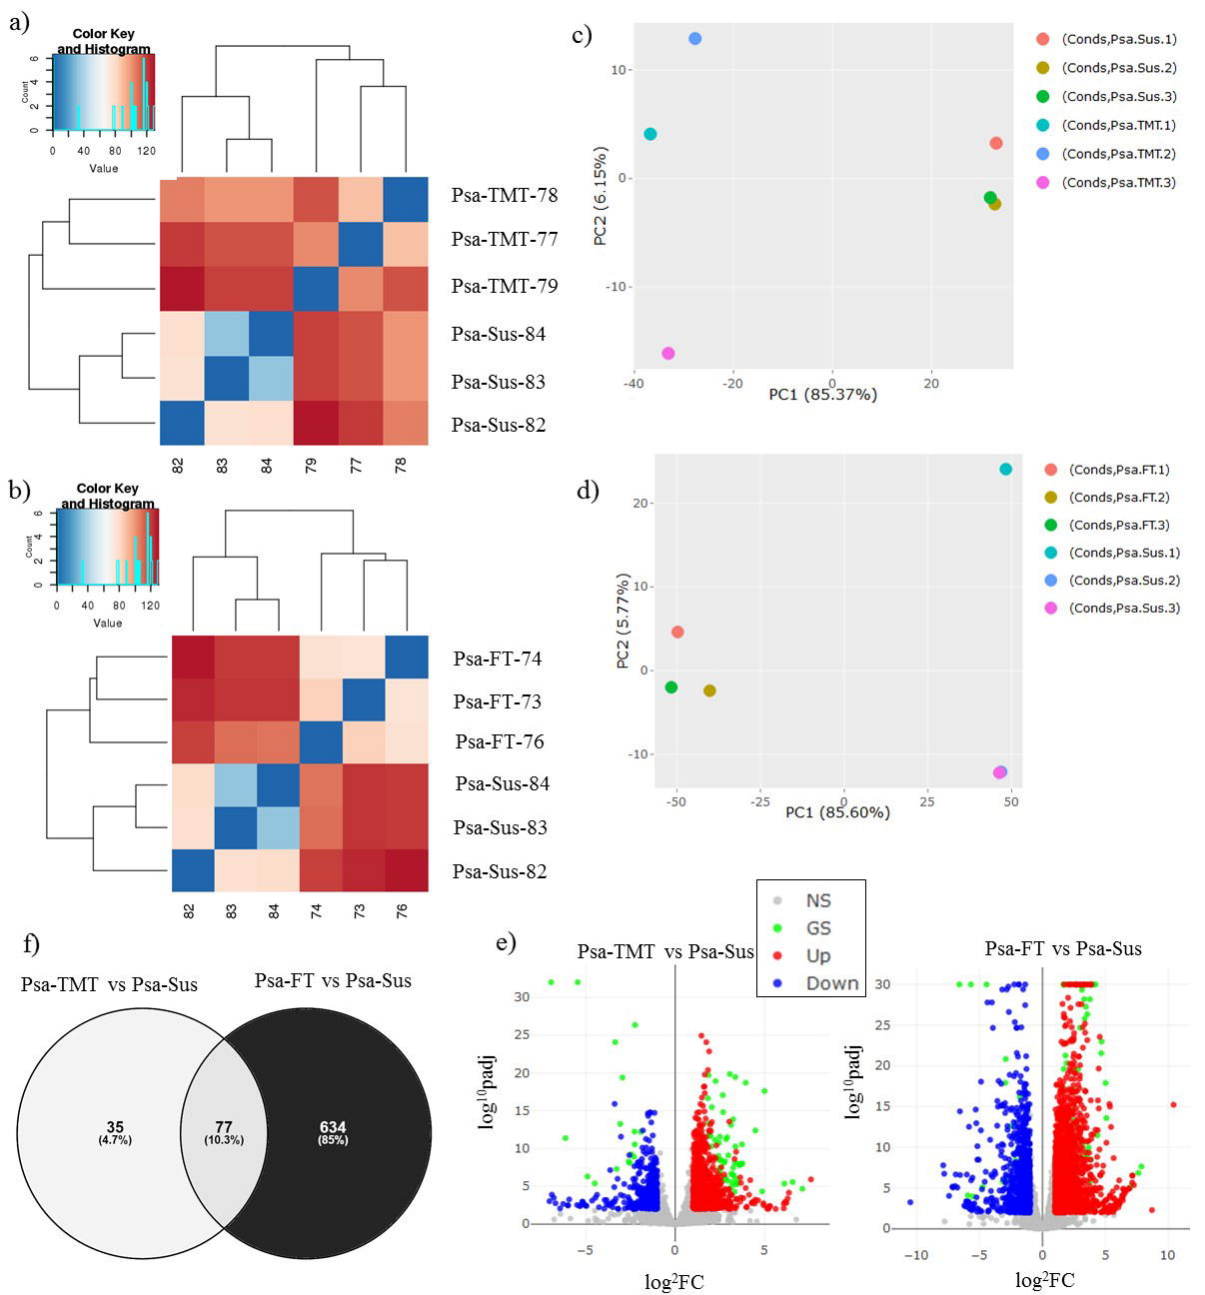 a)
Color Key
and Histogram
Count
0 2 4 6
0 40 80 120
Value
Psa-TMT-78
Psa-TMT-77
Psa-TMT-79
Psa-Sus-84
Psa-Sus-83
Psa-Sus-82
82 83 84 79 77 78
c)
PC2 (6.15%)
10
0
-10
-40 -20 0 20
PC1 (85.37%)
(Conds,Psa.Sus.1)
(Conds,Psa.Sus.2)
(Conds,Psa.Sus.3)
(Conds,Psa.TMT.1)
(Conds,Psa.TMT.2)
(Conds,Psa.TMT.3)
b)
Color Key
and Histogram
Count
0 2 4 6
0 40 80 120
Value
Psa-FT-74
Psa-FT-73
Psa-FT-76
Psa-Sus-84
Psa-Sus-83
Psa-Sus-82
82 83 84 74 73 76
d)
PC2 (5.77%)
20
10
0
-10
-50 -25 0 25 50
PC1 (85.60%)
(Conds,Psa.FT.1)
(Conds,Psa.FT.2)
(Conds,Psa.FT.3)
(Conds,Psa.Sus.1)
(Conds,Psa.Sus.2)
(Conds,Psa.Sus.3)
f)
Psa-TMT vs Psa-Sus
Psa-FT vs Psa-Sus
35
(4.7%)
77
(10.3%)
634
(85%)
e)
NS
GS
Up
Down
Psa-TMT vs Psa-Sus
log10padj
30
25
20
15
10
5
0
−5 0 5
log2FC
Psa-FT vs Psa-Sus
log10padj
30
25
20
15
10
5
0
−10 −5 0 5 10
log2FC